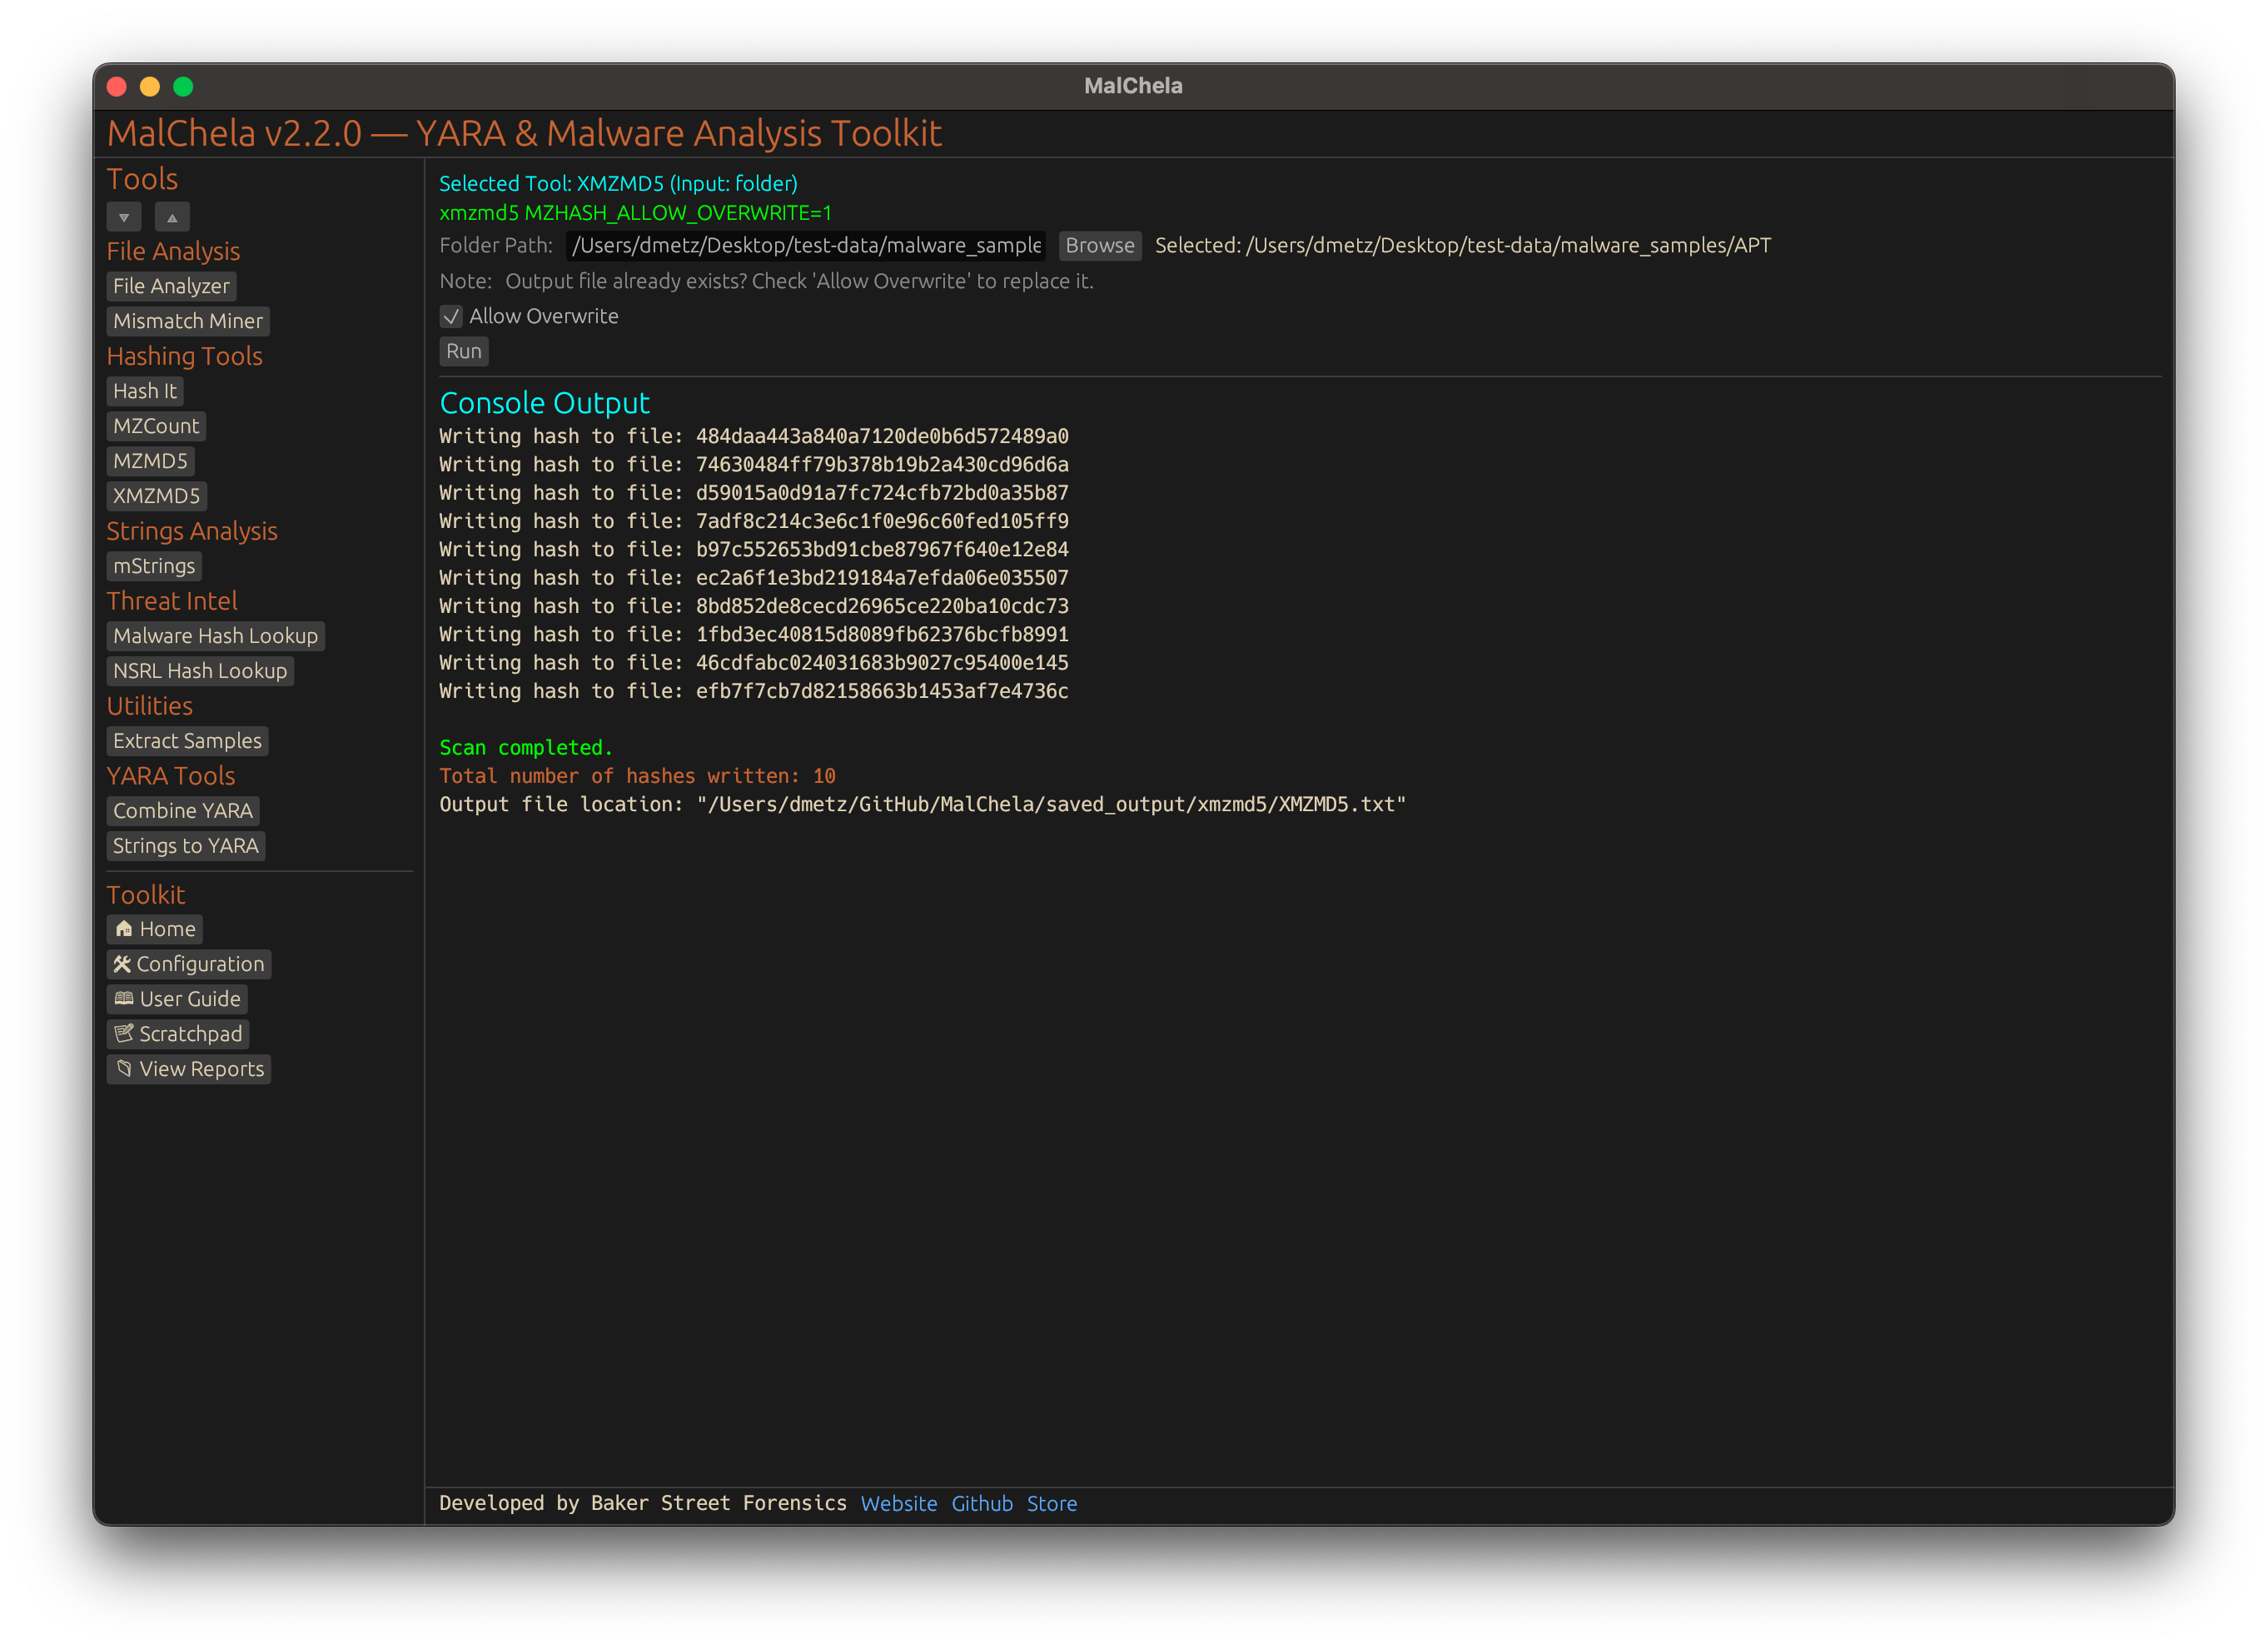 MalChela
MalChela v2.2.0 — YARA & Malware Analysis Toolkit
Tools
File Analysis
File Analyzer
Mismatch Miner
Hashing Tools
Hash It
MZCount
MZMD5
XMZMD5
Strings Analysis
mStrings
Threat Intel
Malware Hash Lookup
NSRL Hash Lookup
Utilities
Extract Samples
YARA Tools
Combine YARA
Strings to YARA
Toolkit
Home
Configuration
User Guide
Scratchpad
View Reports
Selected Tool: XMZMD5 (Input: folder)
xmzmd5 MZHASH_ALLOW_OVERWRITE=1
Folder Path: /Users/dmetz/Desktop/test-data/malware_sample Browse Selected: /Users/dmetz/Desktop/test-data/malware_samples/APT
Note: Output file already exists? Check 'Allow Overwrite' to replace it.
Allow Overwrite
Run
Console Output
Writing hash to file: 484daa443a840a7120de0b6d572489a0
Writing hash to file: 74630484ff79b378b19b2a430cd96d6a
Writing hash to file: d59015a0d91a7fc724cfb72bd0a35b87
Writing hash to file: 7adf8c214c3e6c1f0e96c60fed105ff9
Writing hash to file: b97c552653bd91cbe87967f640e12e84
Writing hash to file: ec2a6f1e3bd219184a7efda06e035507
Writing hash to file: 8bd852de8cecd26965ce220ba10cdc73
Writing hash to file: 1fbd3ec40815d8089fb62376bcfb8991
Writing hash to file: 46cdfabc024031683b9027c95400e145
Writing hash to file: efb7f7cb7d82158663b1453af7e4736c
Scan completed.
Total number of hashes written: 10
Output file location: "/Users/dmetz/GitHub/MalChela/saved_output/xmzmd5/XMZMD5.txt"
Developed by Baker Street Forensics Website Github Store